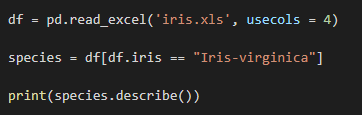 df = pd.read_excel('iris.xls', usecols = 4)
species = df[df.iris == "Iris-virginica"]
print(species.describe())